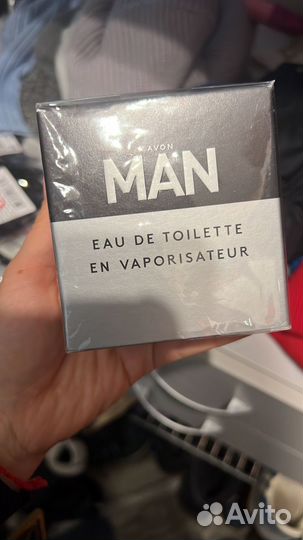 AVON
MAN
EAU DE TOILETTE
EN VAPORISATEUR
Avito